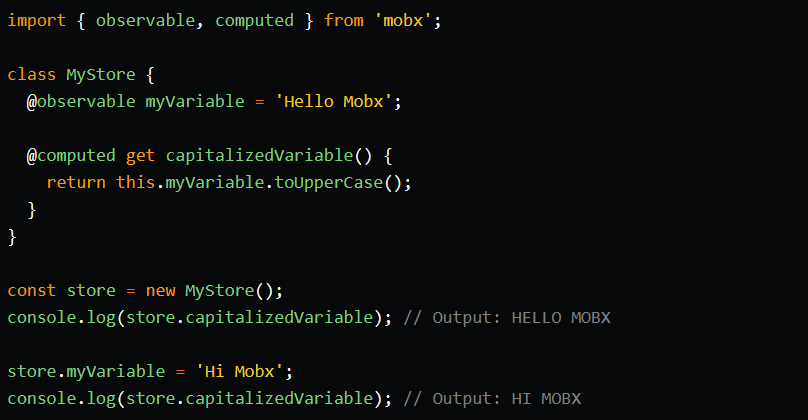 import { observable, computed } from 'mobx';
class MyStore {
@observable myVariable = 'Hello Mobx';
@computed get capitalizedVariable() {
return this.myVariable.toUpperCase();
}
}
const store = new MyStore();
console.log(store.capitalizedVariable); // Output: HELLO MOBX
store.myVariable = 'Hi Mobx';
console.log(store.capitalizedVariable); // Output: HI MOBX